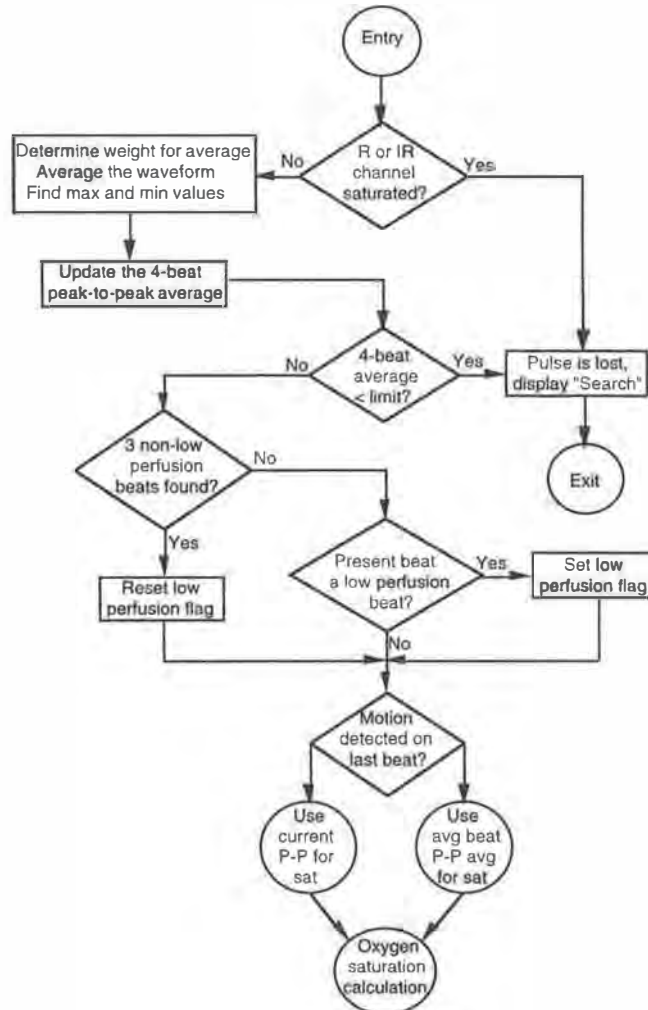 Entry
R or IR
channel
saturated?
No
Yes
Determine weight for average
Average the waveform
Find max and min values
Update the 4-beat
peak-to-peak average
4-beat
average
< limit?
No
Yes
Pulse is lost,
display "Search"
Exit
3 non-low
perfusion
beats found?
No
Yes
Reset low
perfusion flag
Present beat
a low perfusion
beat?
Yes
Set low
perfusion flag
No
Motion
detected on
last beat?
Use
current
P-P for
sat
Use
avg beat
P-P avg
for sat
Oxygen
saturation
calculation